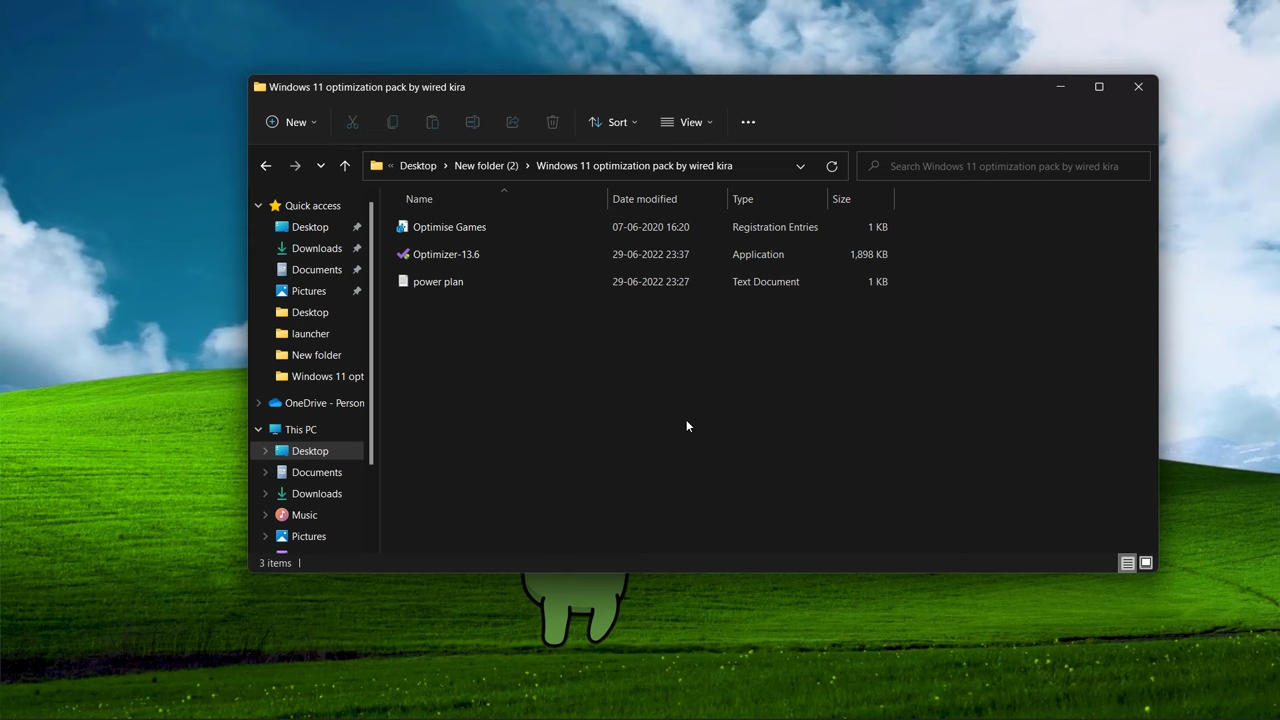 Windows 11 optimization pack by wired kira
New
Sort
View
« Desktop > New folder (2) > Windows 11 optimization pack by wired kira
Search Windows 11 optimization pack by wired kira
Name Date modified Type Size
Quick access
Desktop
Downloads
Documents
Pictures
Desktop
launcher
New folder
Windows 11 opt
OneDrive - Person
This PC
Desktop
Documents
Downloads
Music
Pictures
Optimise Games 07-06-2020 16:20 Registration Entries 1 KB
Optimizer-13.6 29-06-2022 23:37 Application 1,898 KB
power plan 29-06-2022 23:27 Text Document 1 KB
3 items